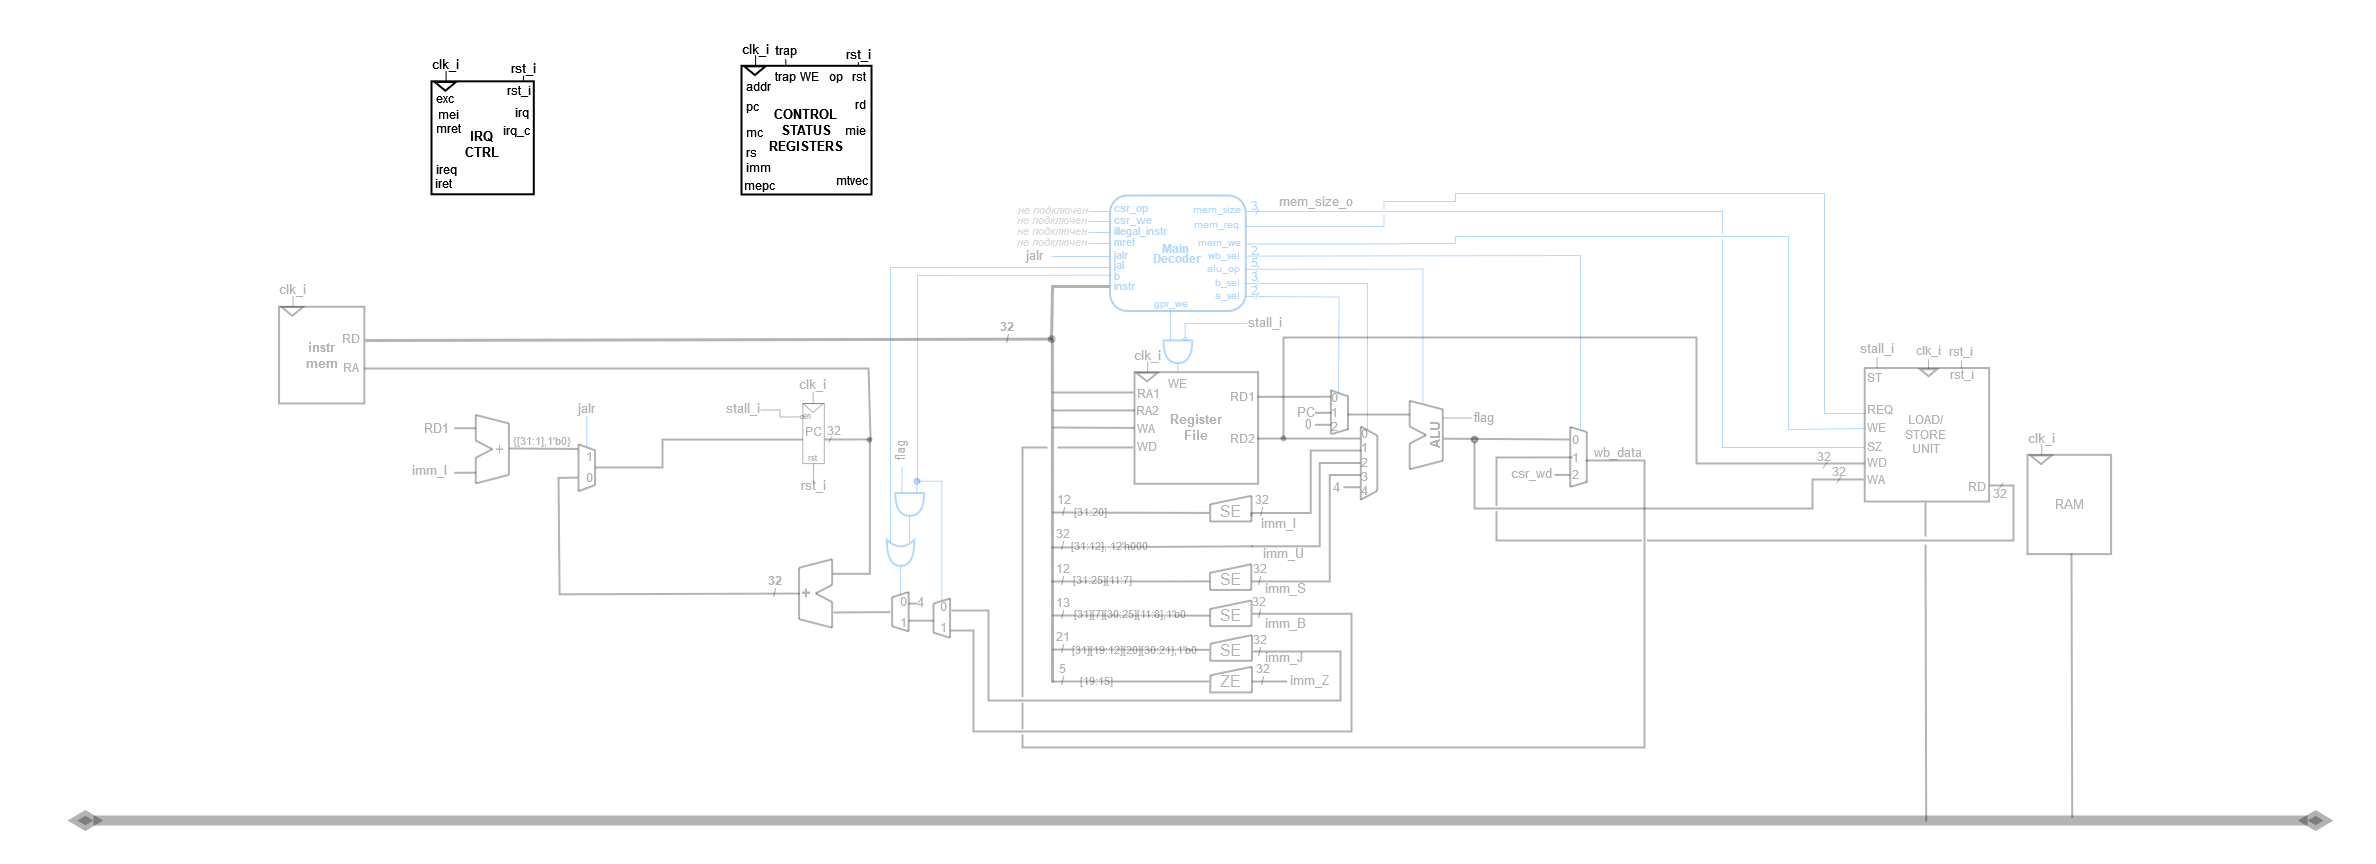 clk_i
rst_i
rst_i
exc
mei
mret
irq
irq_c
IRQ
CTRL
ireq
iret
clk_i
trap
rst_i
trap
WE
op
rst
addr
pc
rd
CONTROL
STATUS
REGISTERS
mc
mie
rs
imm
mepc
mtvec
не подключен
не подключен
не подключен
не подключен
jalr
csr_op
csr_we
illegal_instr
mret
jalr
jal
b
instr
Main
Decoder
gpr_we
mem_size
mem_req
mem_we
wb_sel
alu_op
b_sel
a_sel
3
2
5
3
2
mem_size_o
clk_i
RD
instr
mem
RA
32
stall_i
clk_i
WE
RA1
RA2
WA
WD
Register
File
RD1
RD2
PC
0
0
1
2
0
1
2
3
4
4
ALU
flag
0
1
2
csr_wd
wb_data
stall_i
clk_i
rst_i
ST
rst_i
REQ
WE
SZ
WD
WA
LOAD/
STORE
UNIT
RD
32
32
32
clk_i
RAM
RD1
imm_I
+
{[31:1],1'b0}
jalr
1
0
clk_i
stall_i
en
PC
32
rst
rst_i
flag
32
+
0
1
4
0
1
12
[31:20]
SE
32
imm_I
32
[31:12], 12'h000
imm_U
12
[31:25][11:7]
SE
32
imm_S
13
[31][7][30:25][11:8],1'b0
SE
32
imm_B
21
[31][19:12][20][30:21],1'b0
SE
32
imm_J
5
[19:15]
ZE
32
imm_Z